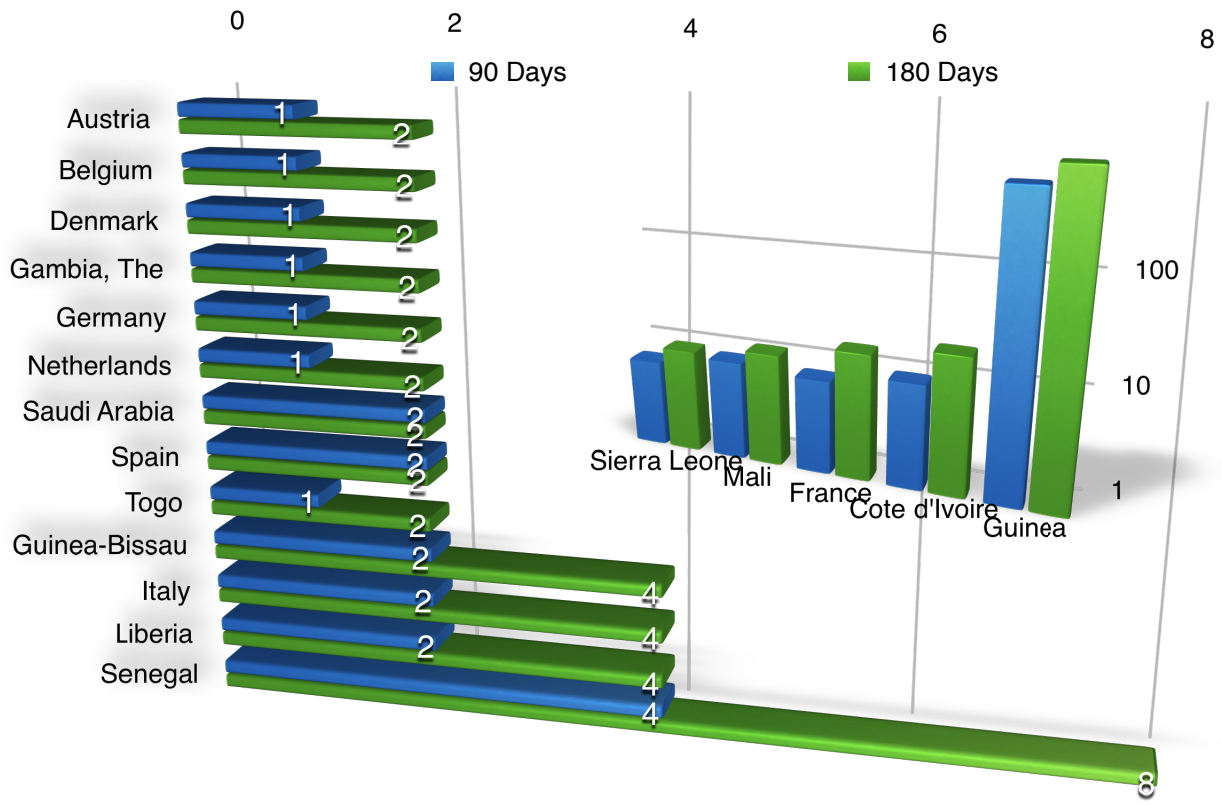 0 2 4 6 8
90 Days 180 Days
Austria 1
2
Belgium 1
2
Denmark 1
2
Gambia, The 1
2
Germany 1
2
Netherlands 1
2
Saudi Arabia 2
2
Spain 2
2
Togo 1
2
Guinea-Bissau 2
4
Italy 2
4
Liberia 2
4
Senegal 4
8
100
10
1
Sierra Leone
Mali
France
Cote d'Ivoire
Guinea